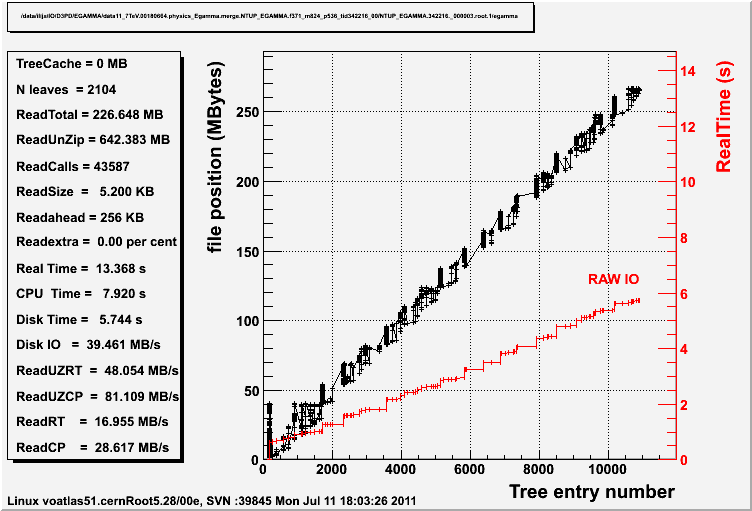 /data/ilija/IO/D3PD/EGAMMA/data11_7TeV.00180664.physics_Egamma.merge.NTUP_EGAMMA.f371_m824_p536_tid342216_00/NTUP_EGAMMA.342216._000003.root.1/egamma
TreeCache = 0 MB
N leaves = 2104
ReadTotal = 226.648 MB
ReadUnZip = 642.383 MB
ReadCalls = 43587
ReadSize = 5.200 KB
Readahead = 256 KB
Readextra = 0.00 per cent
Real Time = 13.368 s
CPU Time = 7.920 s
Disk Time = 5.744 s
Disk IO = 39.461 MB/s
ReadUZRT = 48.054 MB/s
ReadUZCP = 81.109 MB/s
ReadRT = 16.955 MB/s
ReadCP = 28.617 MB/s
file position (MBytes)
250
200
150
100
50
0
0 2000 4000 6000 8000 10000
Tree entry number
RAW IO
RealTime (s)
14
12
10
8
6
4
2
0
Linux voatlas51.cernRoot5.28/00e, SVN :39845 Mon Jul 11 18:03:26 2011